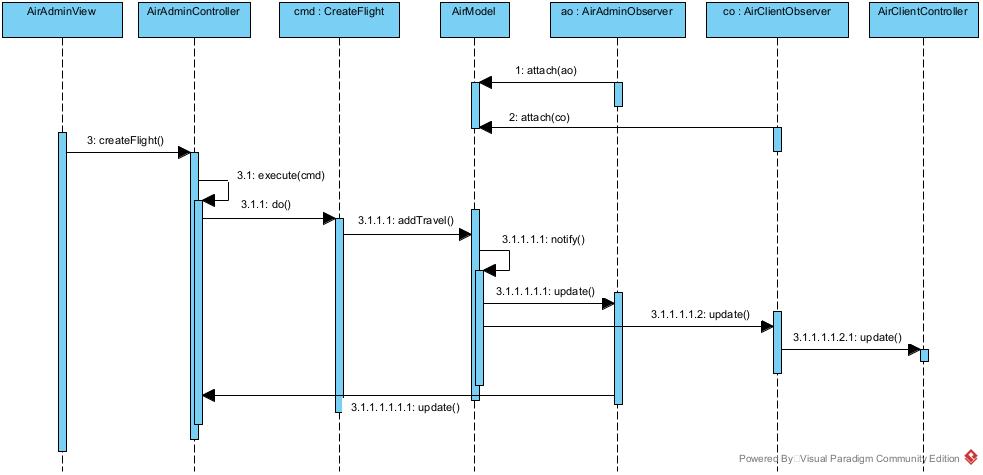 AirAdminView
AirAdminController
cmd : CreateFlight
AirModel
ao : AirAdminObserver
co : AirClientObserver
AirClientController
1: attach(ao)
2: attach(co)
3: createFlight()
3.1: execute(cmd)
3.1.1: do()
3.1.1.1: addTravel()
3.1.1.1.1: notify()
3.1.1.1.1.1: update()
3.1.1.1.1.2: update()
3.1.1.1.1.2.1: update()
3.1.1.1.1.1.1: update()
Powered By Visual Paradigm Community Edition